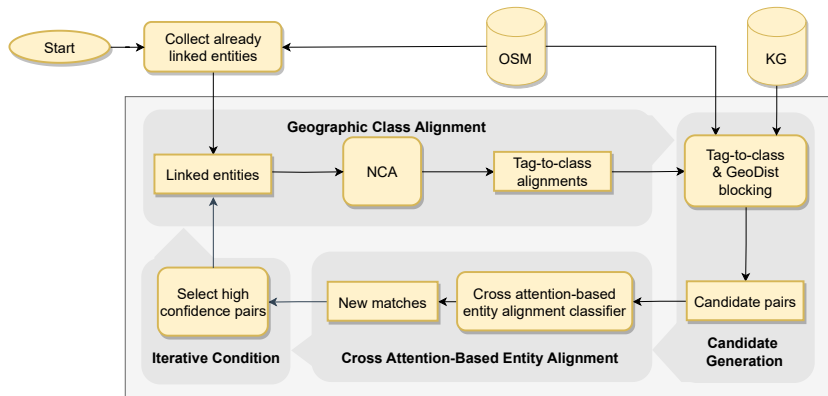 Start
Collect already
linked entities
OSM
KG
Geographic Class Alignment
Linked entities
NCA
Tag-to-class
alignments
Tag-to-class
& GeoDist
blocking
Select high
confidence pairs
New matches
Cross attention-based
entity alignment classifier
Candidate pairs
Iterative Condition
Cross Attention-Based Entity Alignment
Candidate
Generation